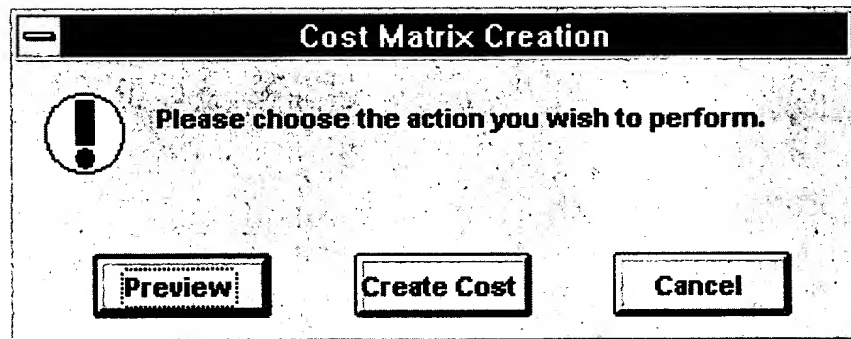 Cost Matrix Creation
Please choose the action you wish to perform.
Preview Create Cost Cancel